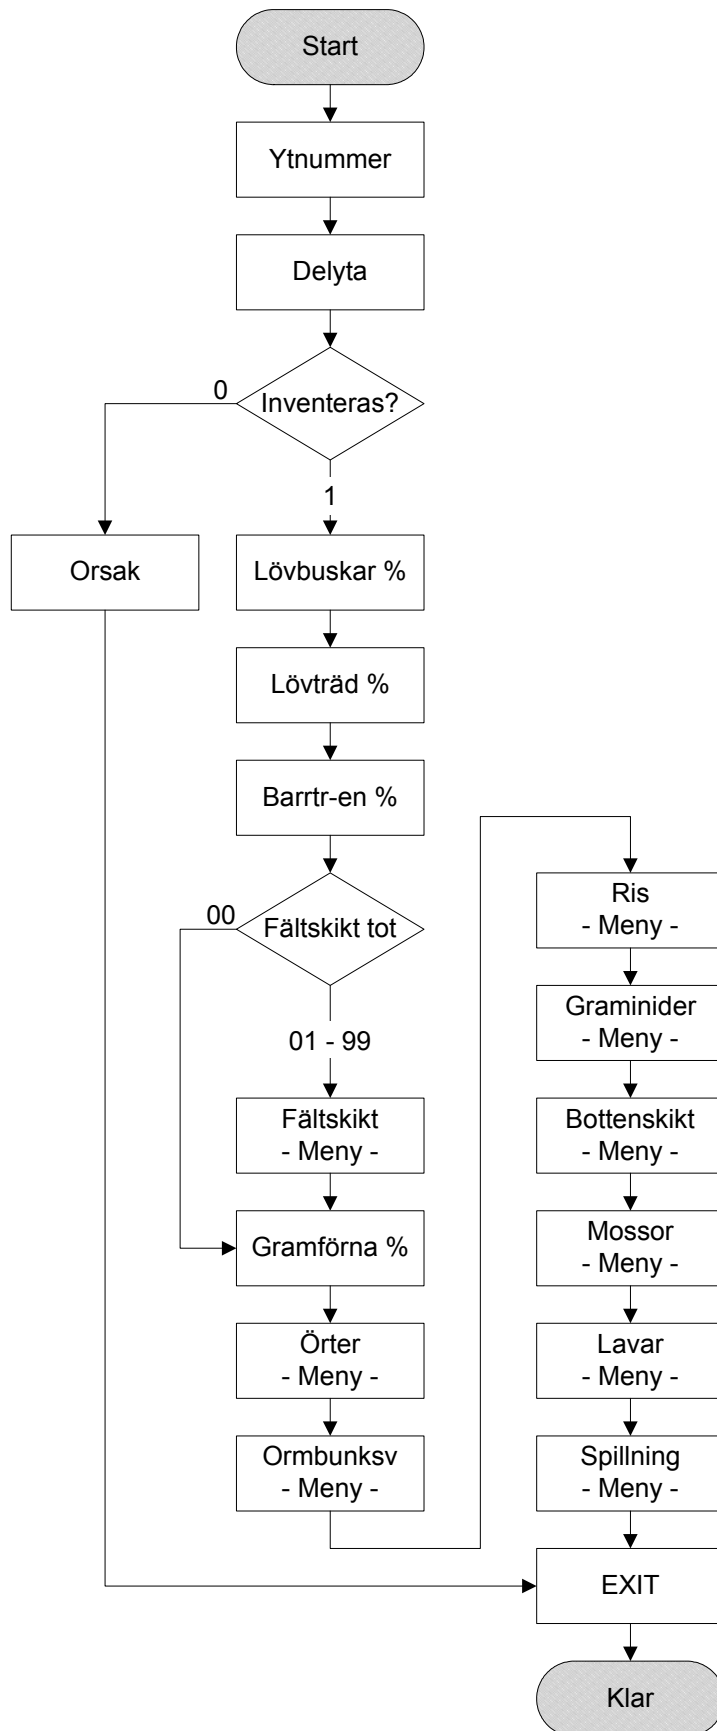 Start
Ytnummer
Delyta
Inventeras?
0
1
Orsak
Lövbuskar %
Lövträd %
Barrtr-en %
Fältskikt tot
00
01 - 99
Fältskikt
- Meny -
Gramförna %
Örter
- Meny -
Ormbunksv
- Meny -
Ris
- Meny -
Graminider
- Meny -
Bottenskikt
- Meny -
Mossor
- Meny -
Lavar
- Meny -
Spillning
- Meny -
EXIT
Klar